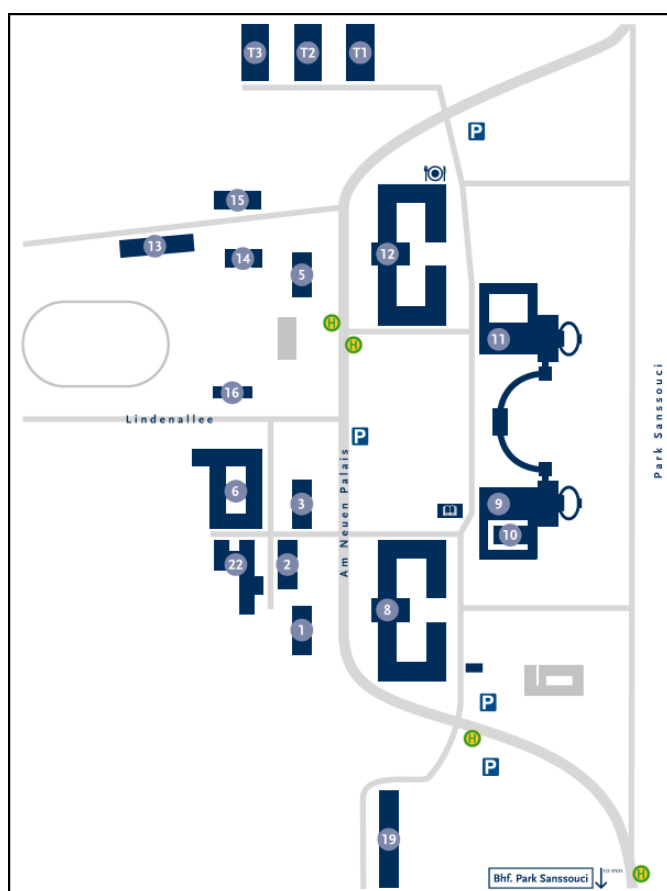 T3
T2
T1
P
15
13
14
5
12
H
H
11
16
Lindenallee
P
Am Neuen Palais
Park Sanssouci
6
3
9
10
22
2
8
1
P
H
P
19
Bhf. Park Sanssouci
10 min
H